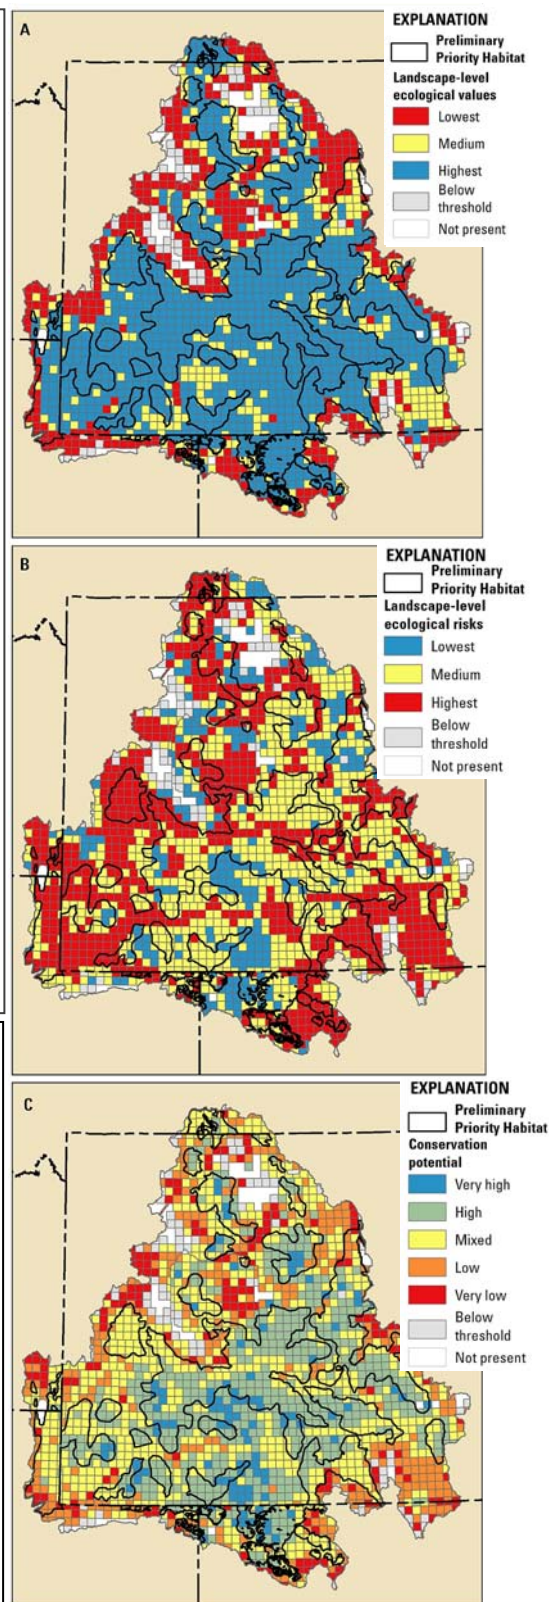 A
EXPLANATION
Preliminary
Priority Habitat
Landscape-level
ecological values
Lowest
Medium
Highest
Below
threshold
Not present
B
EXPLANATION
Preliminary
Priority Habitat
Landscape-level
ecological risks
Lowest
Medium
Highest
Below
threshold
Not present
C
EXPLANATION
Preliminary
Priority Habitat
Conservation
potential
Very high
High
Mixed
Low
Very low
Below
threshold
Not present